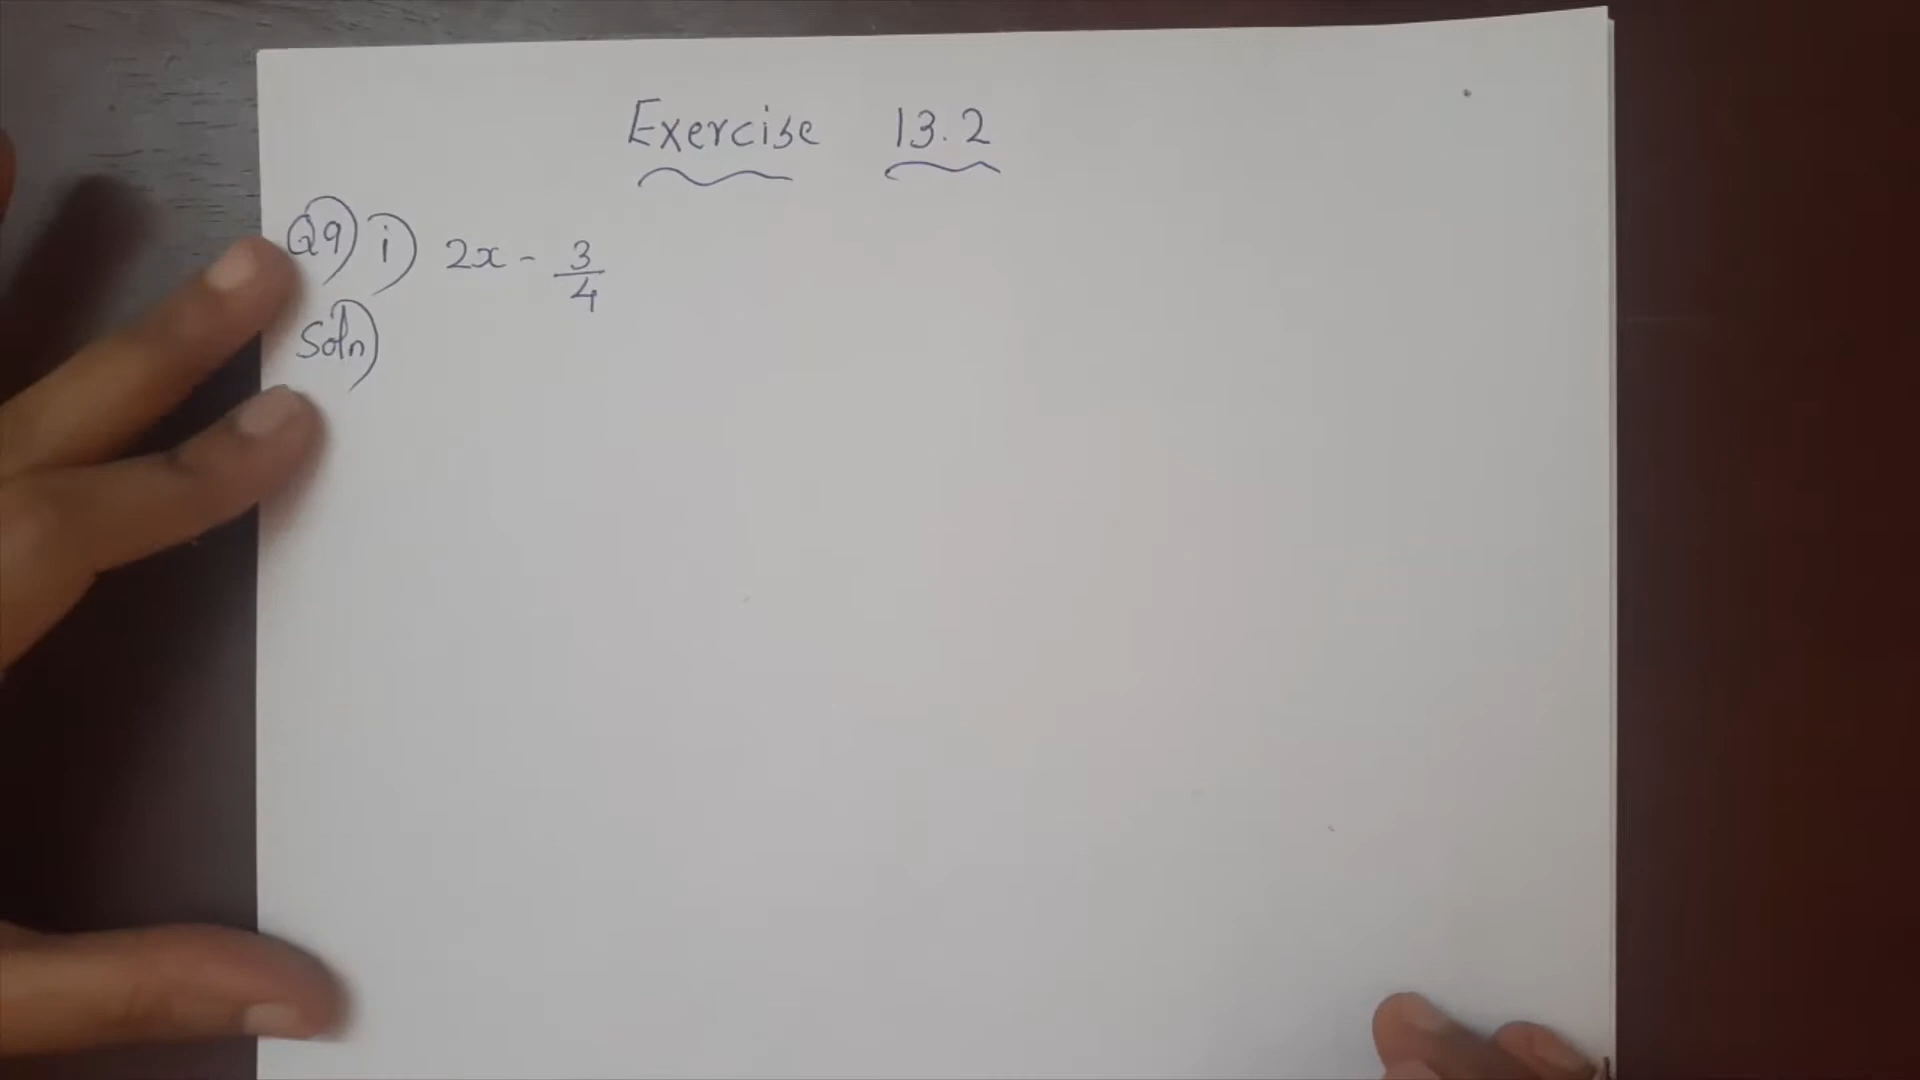 Exercise 13.2
Q9) i) 2x - 3/4
Soln)